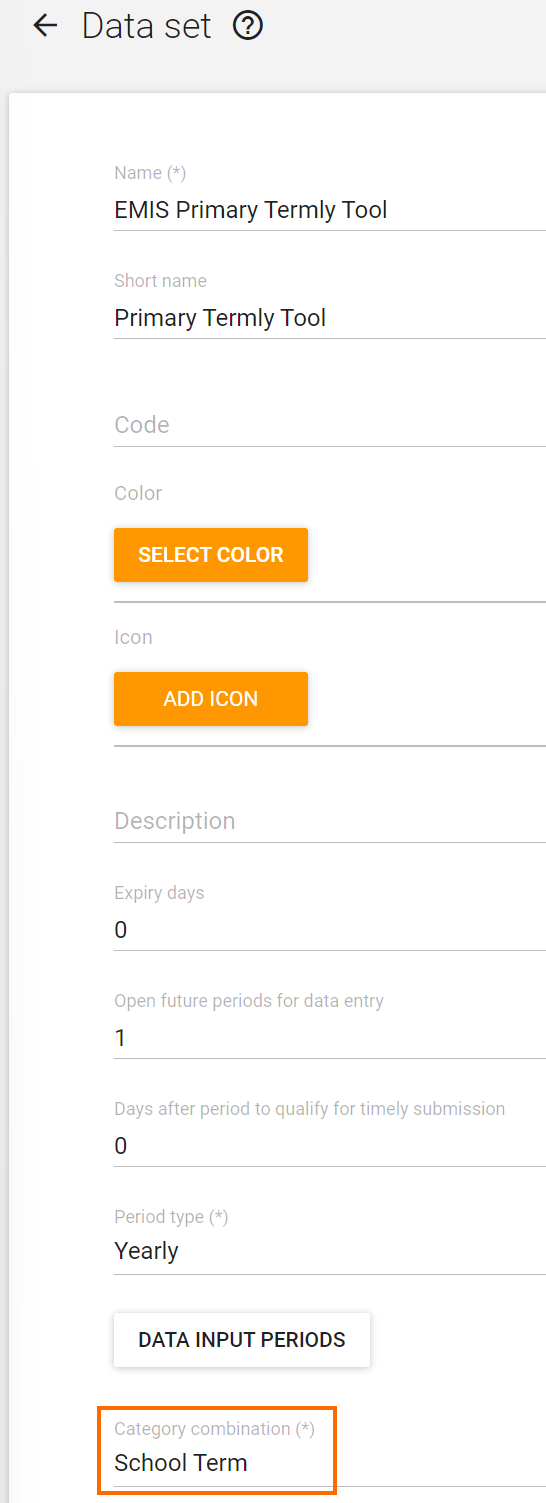 Data set
Name (*)
EMIS Primary Termly Tool
Short name
Primary Termly Tool
Code
Color
SELECT COLOR
Icon
ADD ICON
Description
Expiry days
0
Open future periods for data entry
1
Days after period to qualify for timely submission
0
Period type (*)
Yearly
DATA INPUT PERIODS
Category combination (*)
School Term